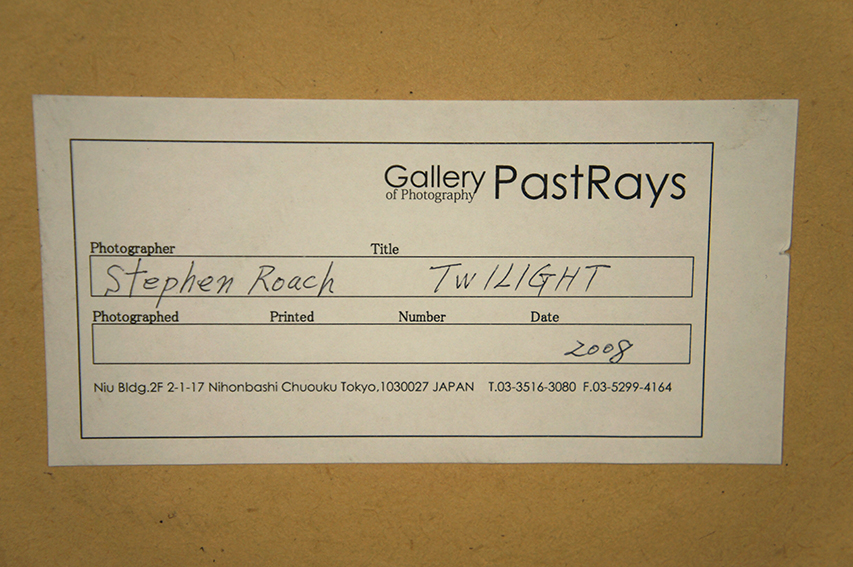 Gallery PastRays
of Photography
Photographer Title
Stephen Roach TWILIGHT
Photographed Printed Number Date
2008
Niu Bldg.2F 2-1-17 Nihonbashi Chuouku Tokyo,1030027 JAPAN T.03-3516-3080 F.03-5299-4164